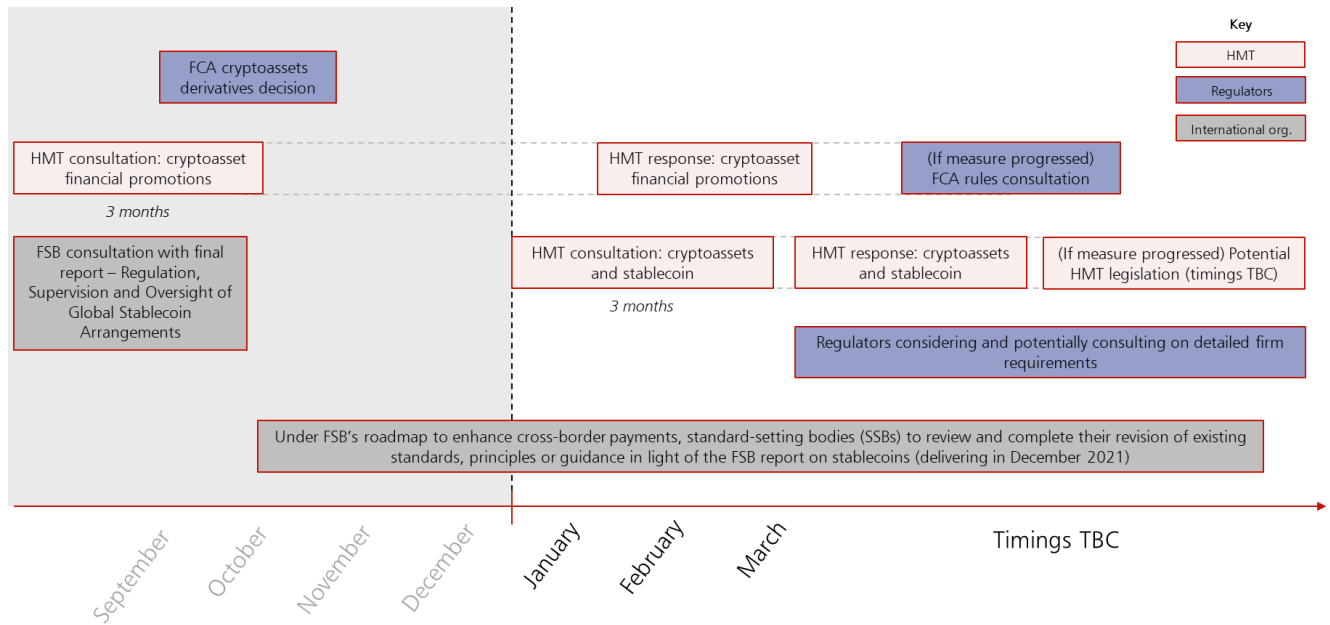 Key
HMT
Regulators
International org.
FCA cryptoassets
derivatives decision
HMT consultation: cryptoasset
financial promotions
3 months
HMT response: cryptoasset
financial promotions
(If measure progressed)
FCA rules consultation
FSB consultation with final
report – Regulation,
Supervision and Oversight of
Global Stablecoin
Arrangements
HMT consultation: cryptoassets
and stablecoin
3 months
HMT response: cryptoassets
and stablecoin
(If measure progressed) Potential
HMT legislation (timings TBC)
Regulators considering and potentially consulting on detailed firm
requirements
Under FSB’s roadmap to enhance cross-border payments, standard-setting bodies (SSBs) to review and complete their revision of existing
standards, principles or guidance in light of the FSB report on stablecoins (delivering in December 2021)
September
October
November
December
January
February
March
Timings TBC